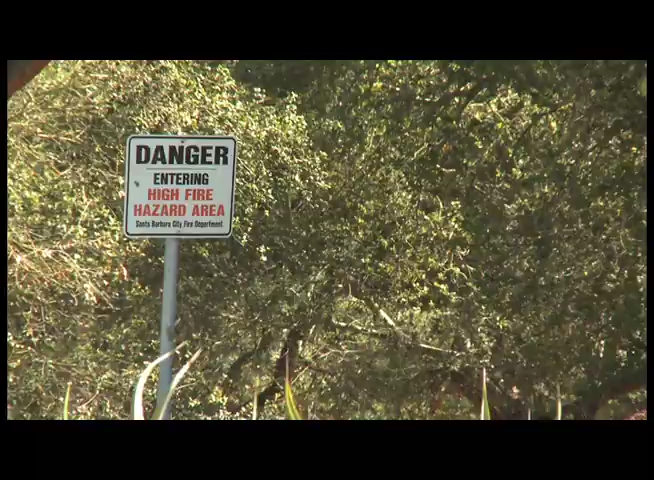 DANGER
ENTERING
HIGH FIRE
HAZARD AREA
Santa Barbara City Fire Department